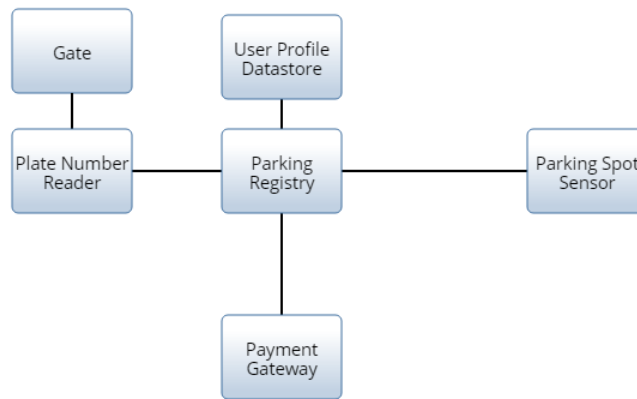 Gate
User Profile
Datastore
Plate Number
Reader
Parking
Registry
Parking Spot
Sensor
Payment
Gateway